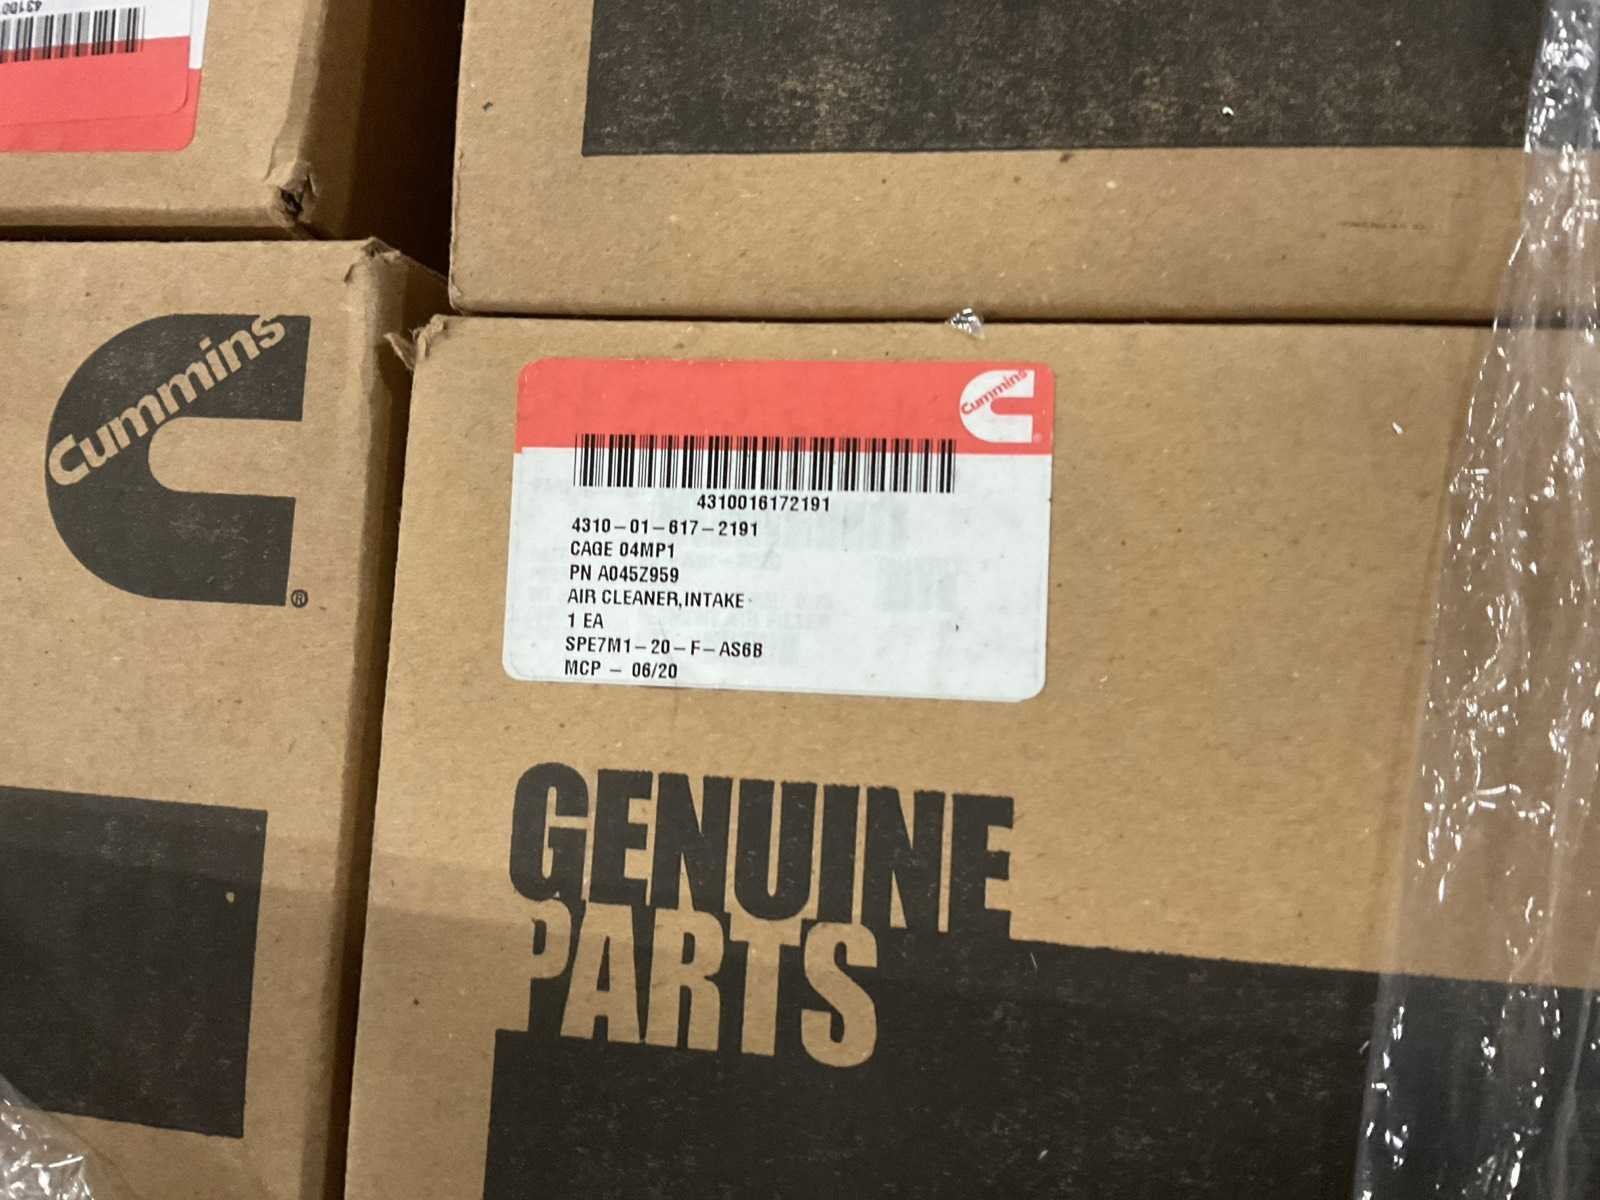 43100
Cummins
®
Cummins
4310016172191
4310-01-617-2191
CAGE 04MP1
PN A045Z959
AIR CLEANER,INTAKE
1 EA
SPE7M1-20-F-AS6B
MCP - 06/20
GENUINE
PARTS